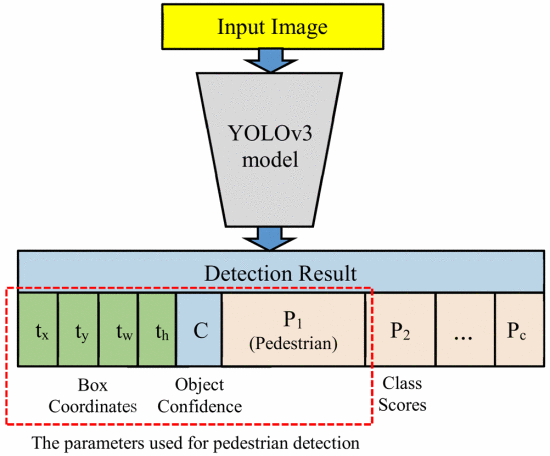 Input Image
YOLOv3
model
Detection Result
tx ty tw th C P1 P2 ... Pc
(Pedestrian)
Box Object Class
Coordinates Confidence Scores
The parameters used for pedestrian detection